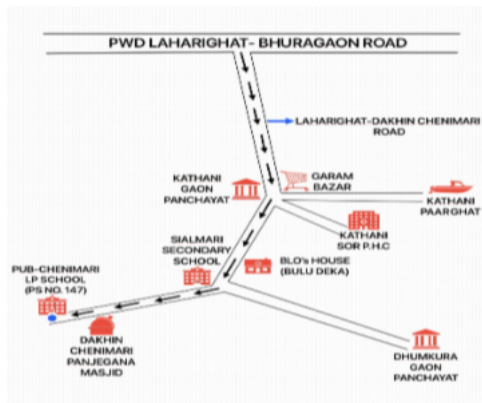 PWD LAHARIGHAT- BHURAGAON ROAD
LAHARIGHAT-DAKHIN CHENIMARI
ROAD
KATHANI
GAON
PANCHAYAT
GARAM
BAZAR
KATHANI
PAARGHAT
KATHANI
SOR P.H.C
SIALMARI
SECONDARY
SCHOOL
BLO's HOUSE
(BULU DEKA)
PUB-CHENIMARI
LP SCHOOL
(PS NO. 147)
DAKHIN
CHENIMARI
PANJEGANA
MASJID
DHUMKURA
GAON
PANCHAYAT